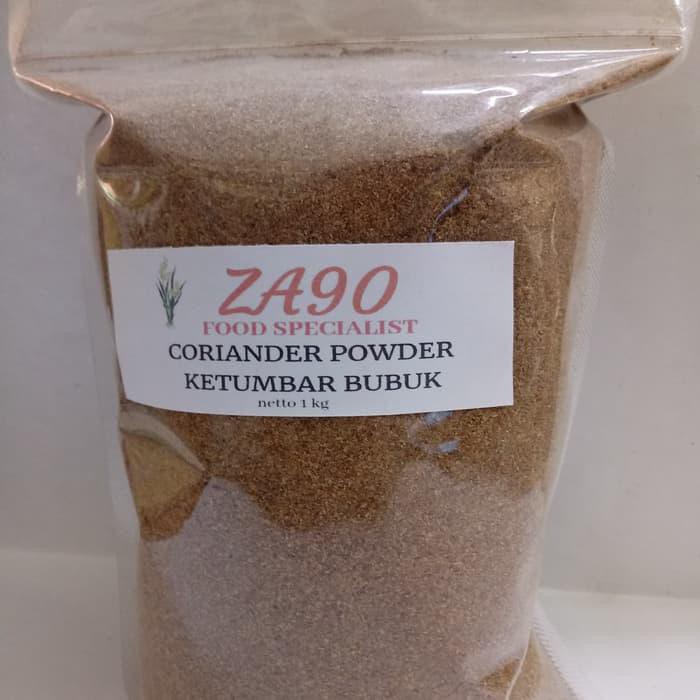 ZA90
FOOD SPECIALIST
CORIANDER POWDER
KETUMBAR BUBUK
netto 1 kg